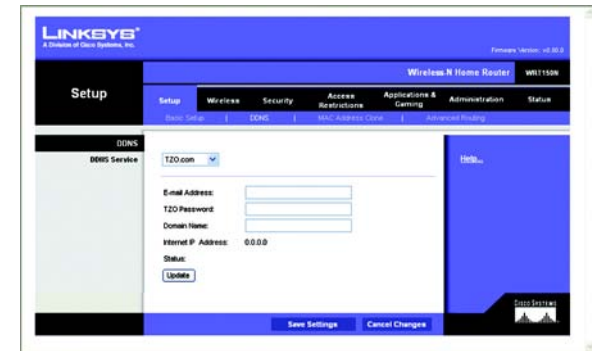 LINKSYS®
A Division of Cisco Systems, Inc.
Firmware Version: v0.00.0
Wireless-N Home Router WRT150N
Setup
Setup Wireless Security Access Restrictions Applications & Gaming Administration Status
Basic Setup | DDNS | MAC Address Clone | Advanced Routing
DDNS
DDNS Service
TZO.com
Help...
E-mail Address:
TZO Password:
Domain Name:
Internet IP Address: 0.0.0.0
Status:
Update
Save Settings Cancel Changes
CISCO SYSTEMS